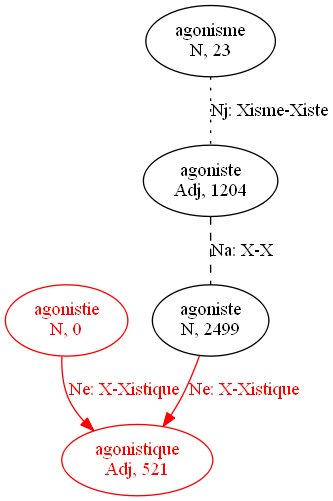 agonisme
N, 23
Nj: Xisme-Xiste
agoniste
Adj, 1204
Na: X-X
agonistie
N, 0
agoniste
N, 2499
Ne: X-Xistique
Ne: X-Xistique
agonistique
Adj, 521